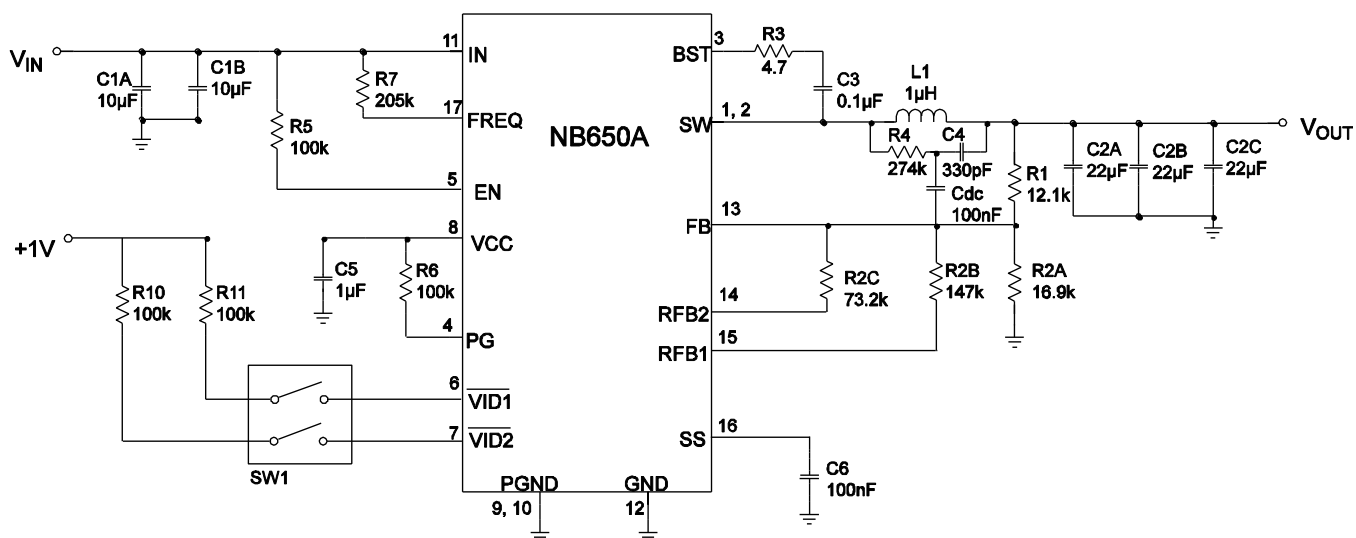 VIN
C1A
10µF
C1B
10µF
R5
100k
R7
205k
11
IN
17
FREQ
5
EN
+1V
R10
100k
R11
100k
8
VCC
C5
1µF
R6
100k
4
PG
6
VID1
7
VID2
SW1
NB650A
PGND
9, 10
GND
12
3
BST
R3
4.7
C3
0.1µF
1, 2
SW
L1
1µH
R4
274k
C4
330pF
Cdc
100nF
R1
12.1k
C2A
22µF
C2B
22µF
C2C
22µF
VOUT
13
FB
R2C
73.2k
R2B
147k
R2A
16.9k
14
RFB2
15
RFB1
16
SS
C6
100nF